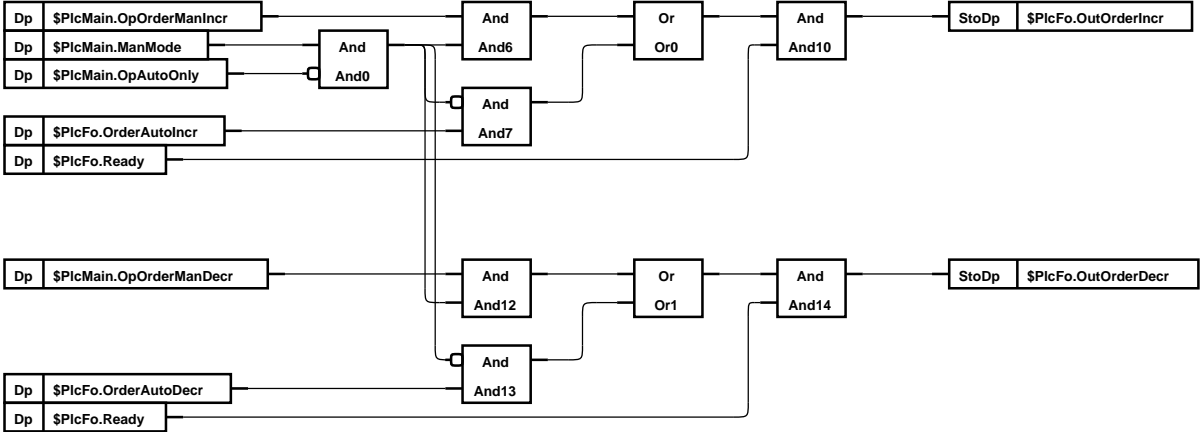 Dp $PlcMain.OpOrderManIncr And Or And StoDp $PlcFo.OutOrderIncr
Dp $PlcMain.ManMode And And6 Or0 And10
Dp $PlcMain.OpAutoOnly And0
And
Dp $PlcFo.OrderAutoIncr And7
Dp $PlcFo.Ready
Dp $PlcMain.OpOrderManDecr And Or And StoDp $PlcFo.OutOrderDecr
And12 Or1 And14
And
Dp $PlcFo.OrderAutoDecr And13
Dp $PlcFo.Ready